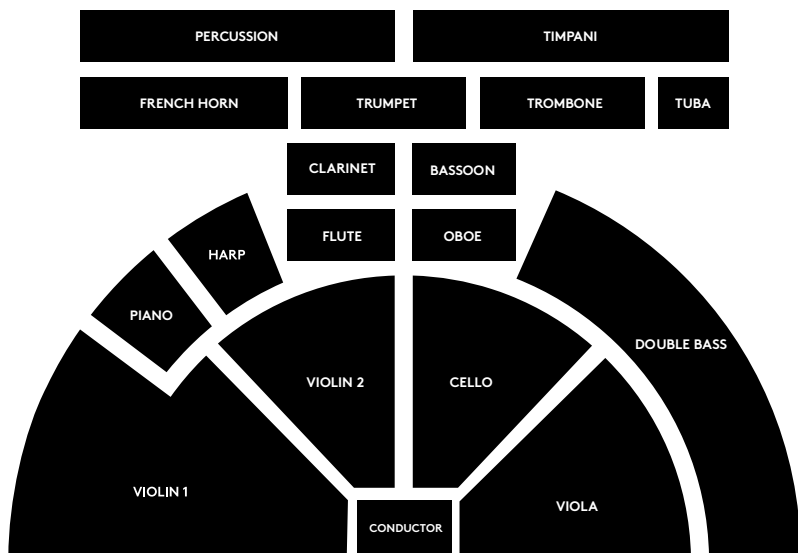 PERCUSSION
TIMPANI
FRENCH HORN
TRUMPET
TROMBONE
TUBA
CLARINET
BASSOON
FLUTE
OBOE
HARP
PIANO
DOUBLE BASS
VIOLIN 2
CELLO
VIOLIN 1
VIOLA
CONDUCTOR